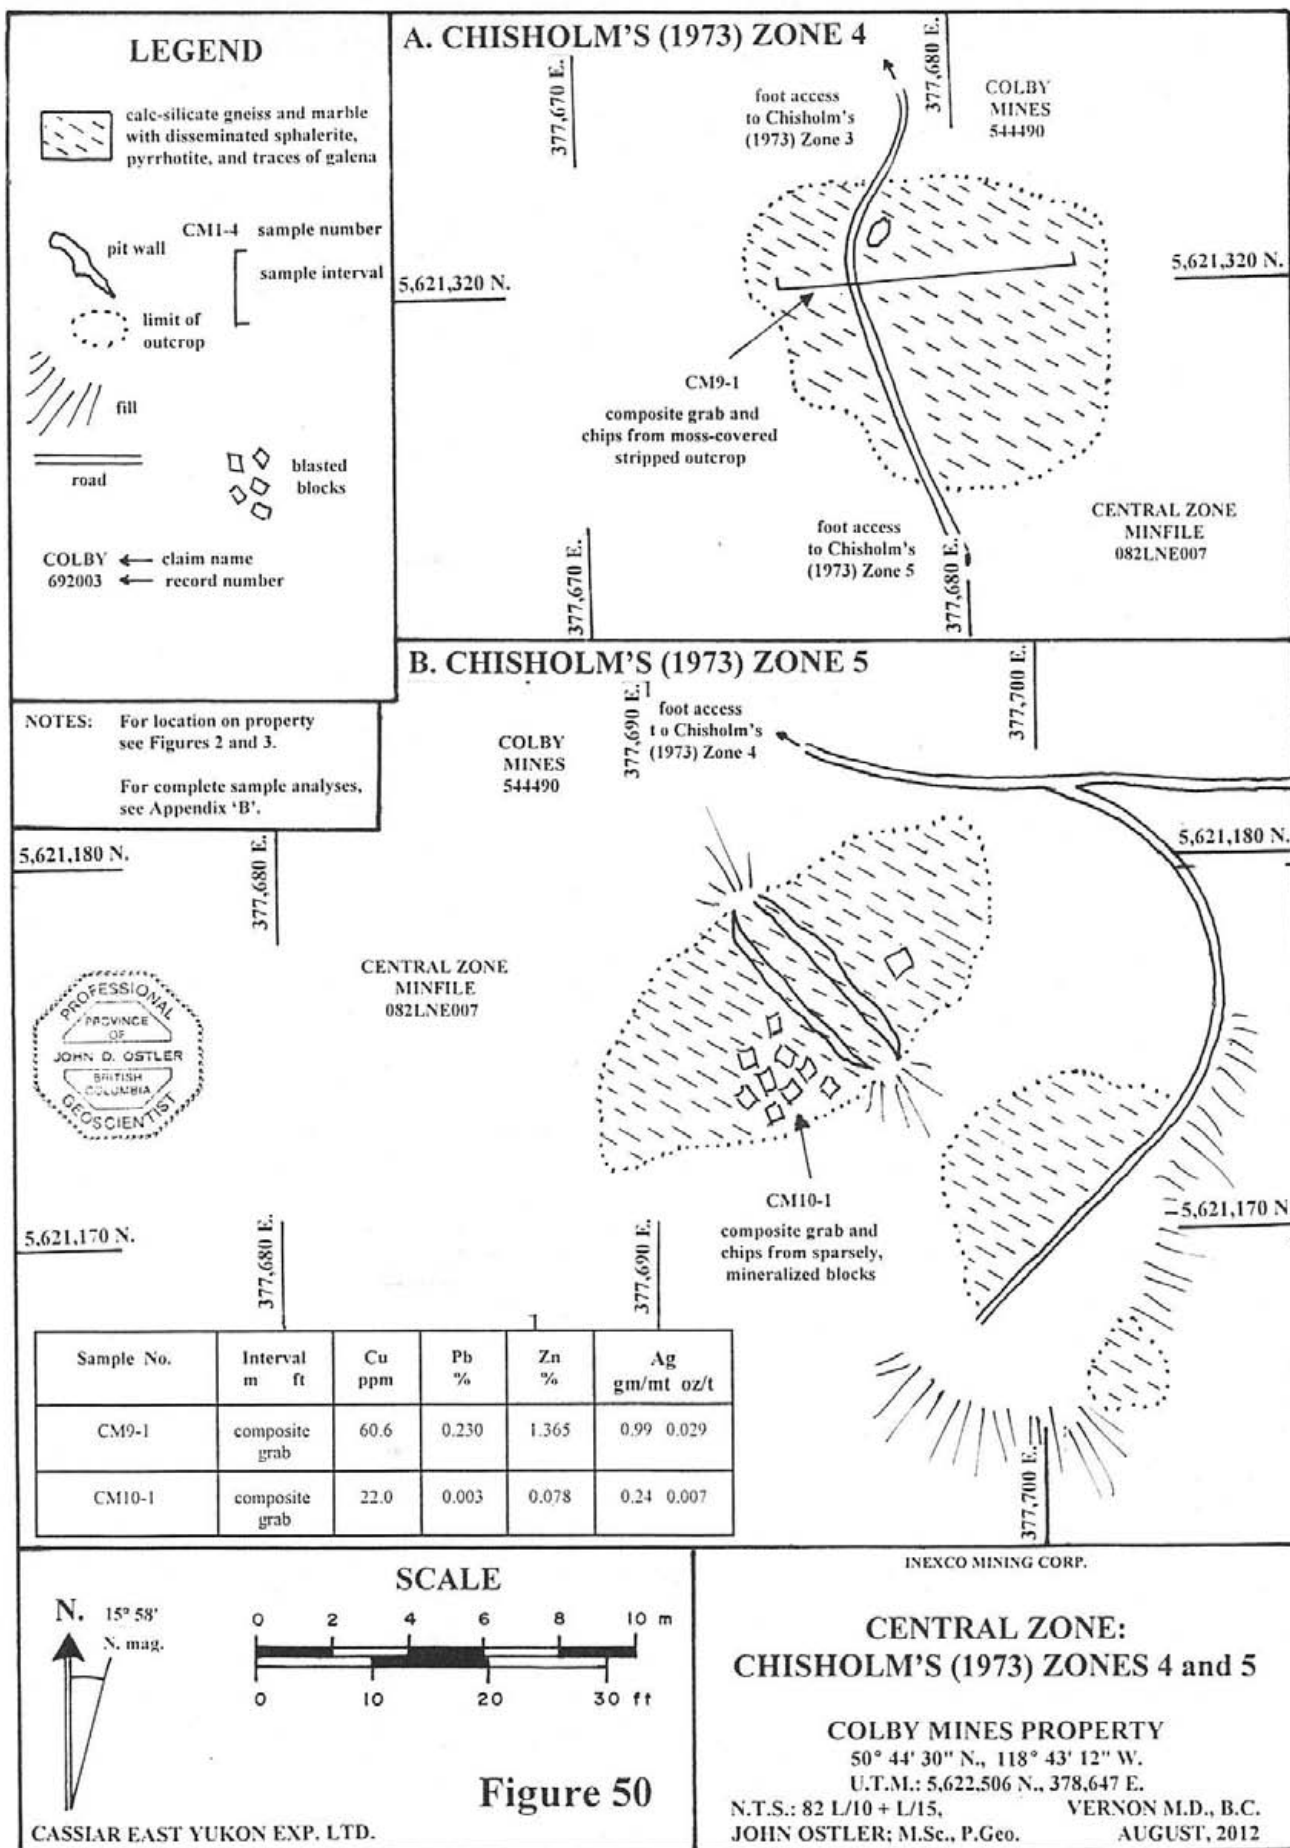 LEGEND
calc-silicate gneiss and marble
with disseminated sphalerite,
pyrrhotite, and traces of galena
pit wall
CM1-4 sample number
sample interval
limit of
outcrop
fill
road
blasted
blocks
COLBY ← claim name
692003 ← record number
NOTES: For location on property
see Figures 2 and 3.
For complete sample analyses,
see Appendix 'B'.
A. CHISHOLM'S (1973) ZONE 4
377,670 E.
377,680 E.
foot access
to Chisholm's
(1973) Zone 3
COLBY
MINES
544490
5,621,320 N.
5,621,320 N.
CM9-1
composite grab and
chips from moss-covered
stripped outcrop
foot access
to Chisholm's
(1973) Zone 5
CENTRAL ZONE
MINFILE
082LNE007
377,670 E.
377,680 E.
B. CHISHOLM'S (1973) ZONE 5
377,690 E.
377,700 E.
foot access
to Chisholm's
(1973) Zone 4
COLBY
MINES
544490
5,621,180 N.
377,680 E.
5,621,180 N.
CENTRAL ZONE
MINFILE
082LNE007
PROFESSIONAL
PROVINCE
OF
JOHN D. OSTLER
BRITISH
COLUMBIA
GEOSCIENTIST
CM10-1
composite grab and
chips from sparsely,
mineralized blocks
5,621,170 N.
5,621,170 N
377,680 E.
377,690 E.
377,700 E.
Sample No. Interval Cu Pb Zn Ag
m ft ppm % % gm/mt oz/t
CM9-1 composite 60.6 0.230 1.365 0.99 0.029
grab
CM10-1 composite 22.0 0.003 0.078 0.24 0.007
grab
N. 15° 58'
N. mag.
SCALE
0 2 4 6 8 10 m
0 10 20 30 ft
Figure 50
CASSIAR EAST YUKON EXP. LTD.
INEXCO MINING CORP.
CENTRAL ZONE:
CHISHOLM'S (1973) ZONES 4 and 5
COLBY MINES PROPERTY
50° 44' 30" N., 118° 43' 12" W.
U.T.M.: 5,622,506 N., 378,647 E.
N.T.S.: 82 L/10 + L/15, VERNON M.D., B.C.
JOHN OSTLER; M.Sc., P.Geo. AUGUST, 2012